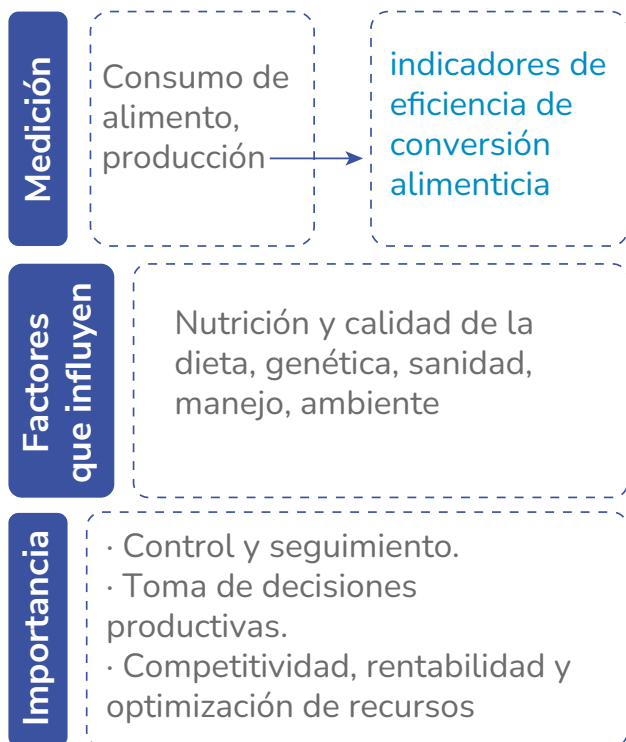 Medición
Consumo de
alimento,
producción
indicadores de
eficiencia de
conversión
alimenticia
Factores
que influyen
Nutrición y calidad de la
dieta, genética, sanidad,
manejo, ambiente
Importancia
· Control y seguimiento.
· Toma de decisiones
productivas.
· Competitividad, rentabilidad y
optimización de recursos